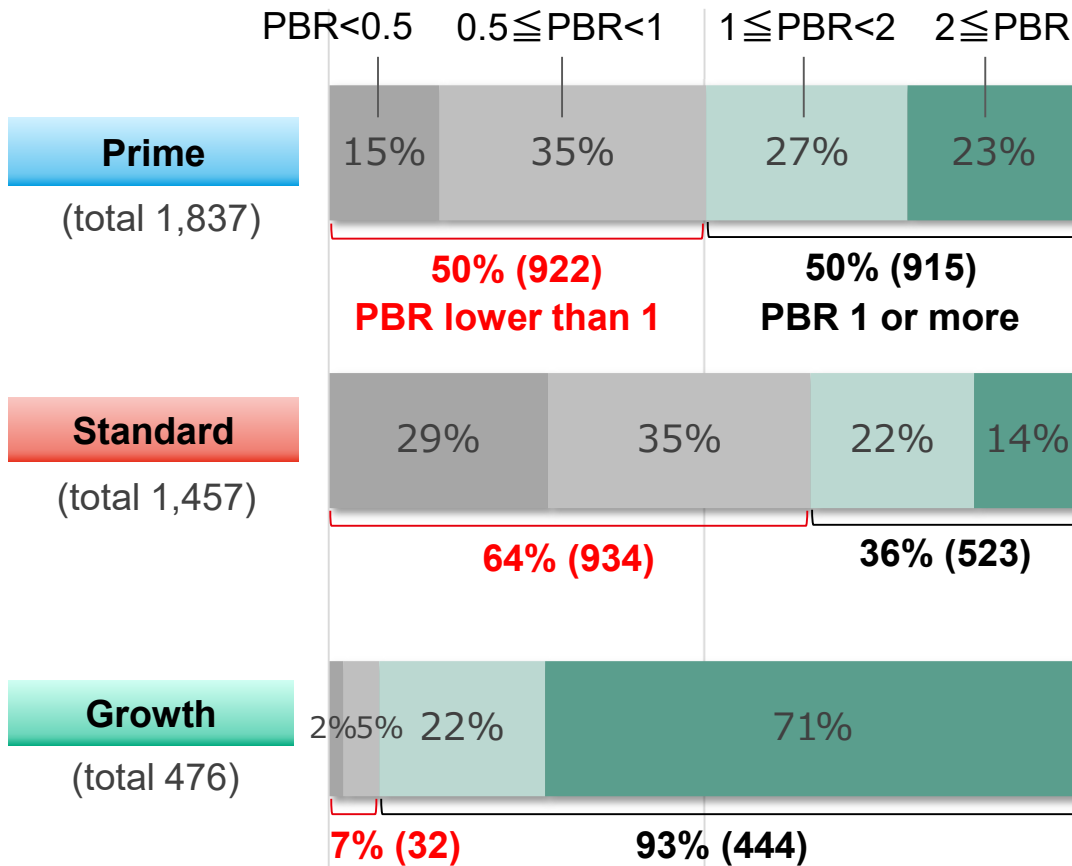 PBR<0.5 0.5≦PBR<1 1≦PBR<2 2≦PBR
Prime
(total 1,837)
15% 35% 27% 23%
50% (922) 50% (915)
PBR lower than 1 PBR 1 or more
Standard
(total 1,457)
29% 35% 22% 14%
64% (934) 36% (523)
Growth
(total 476)
2% 5% 22% 71%
7% (32) 93% (444)